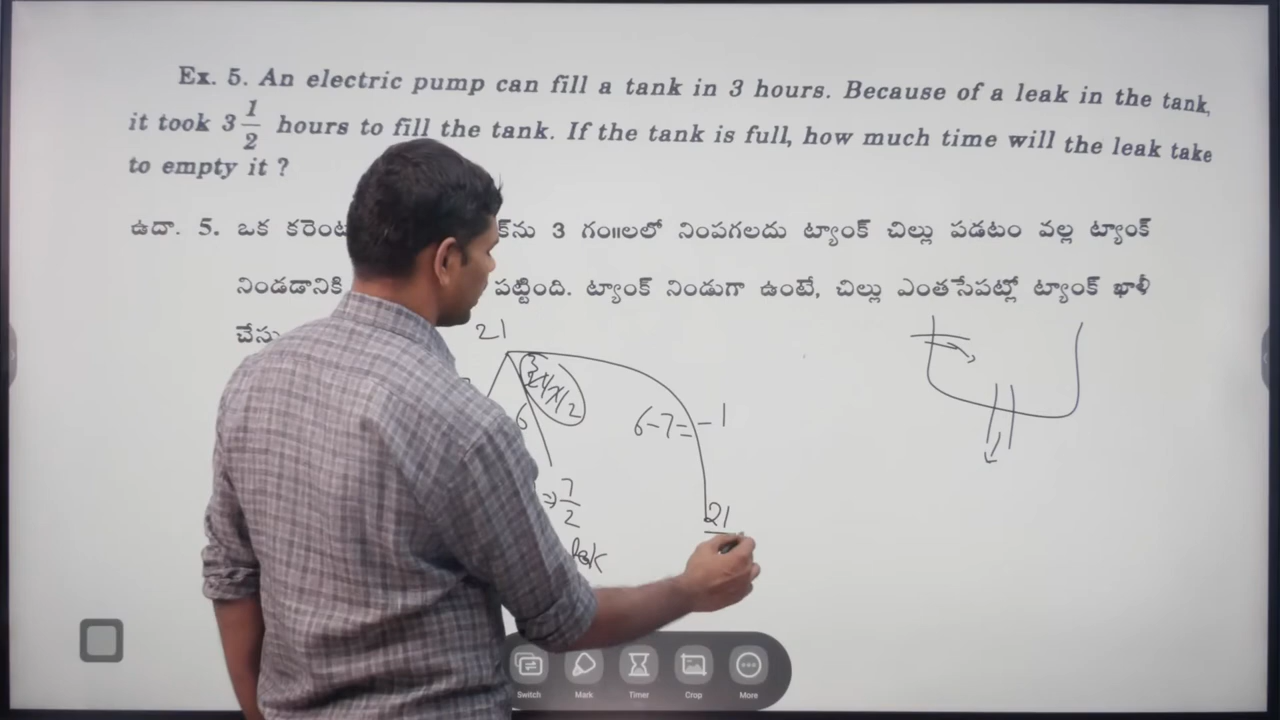 Ex. 5. An electric pump can fill a tank in 3 hours. Because of a leak in the tank,
it took 3 1/2 hours to fill the tank. If the tank is full, how much time will the leak take
to empty it ?
ఉదా. 5. ఒక 3 గం॥లలో నింపగలదు ట్యాంక్ చిల్లు పడటం వల్ల ట్యాంక్
నిండడానికి పట్టింది. ట్యాంక్ నిండుగా ఉంటే, చిల్లు ఎంతసేపట్లో ట్యాంక్ ఖాళీ
21
6
6-7= -1
⇒ 7/2
21
Switch Mark Timer Crop More